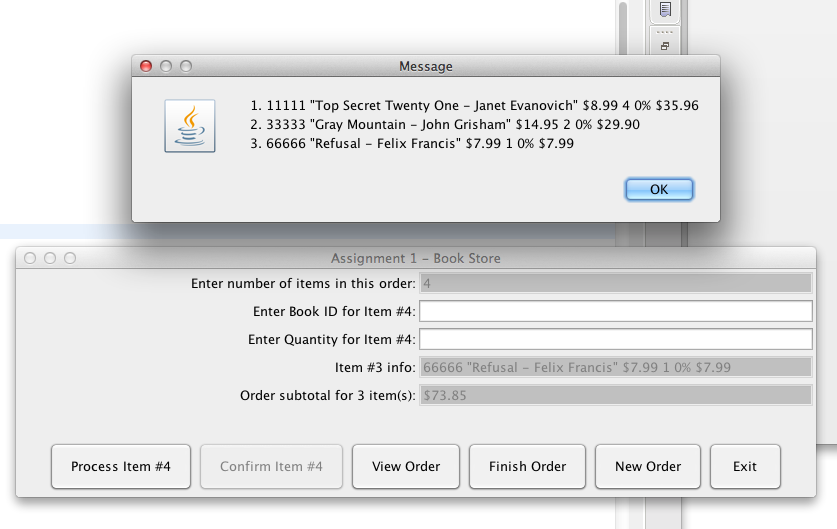 Message
1. 11111 "Top Secret Twenty One - Janet Evanovich" $8.99 4 0% $35.96
2. 33333 "Gray Mountain - John Grisham" $14.95 2 0% $29.90
3. 66666 "Refusal - Felix Francis" $7.99 1 0% $7.99
OK
Assignment 1 - Book Store
Enter number of items in this order: 4
Enter Book ID for Item #4:
Enter Quantity for Item #4:
Item #3 info: 66666 "Refusal - Felix Francis" $7.99 1 0% $7.99
Order subtotal for 3 item(s): $73.85
Process Item #4 Confirm Item #4 View Order Finish Order New Order Exit